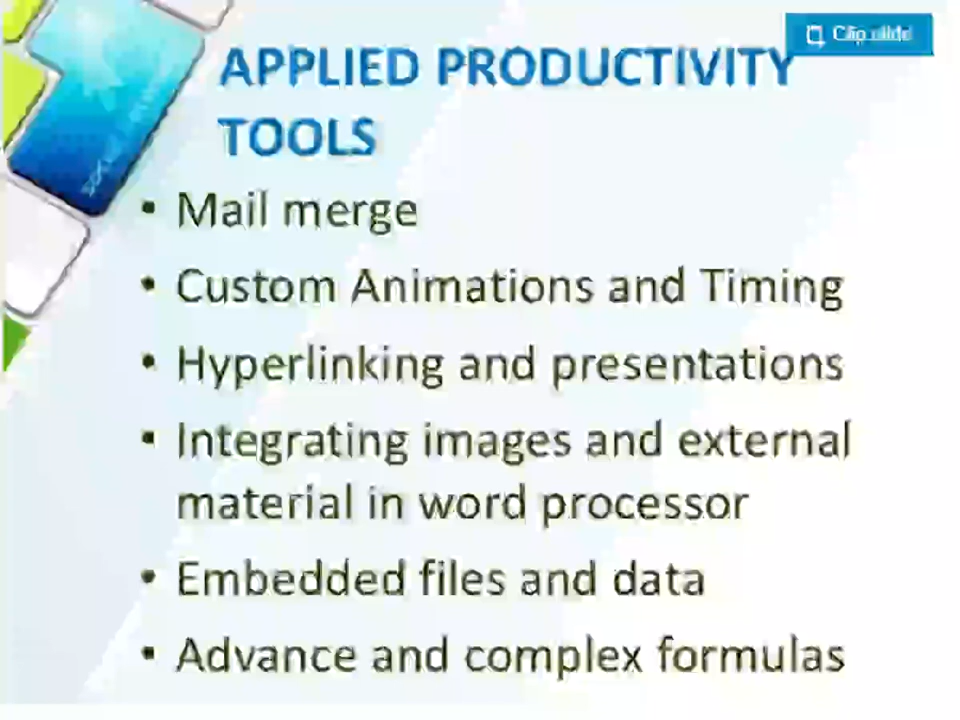 Clip slide
APPLIED PRODUCTIVITY
TOOLS
• Mail merge
• Custom Animations and Timing
• Hyperlinking and presentations
• Integrating images and external
material in word processor
• Embedded files and data
• Advance and complex formulas